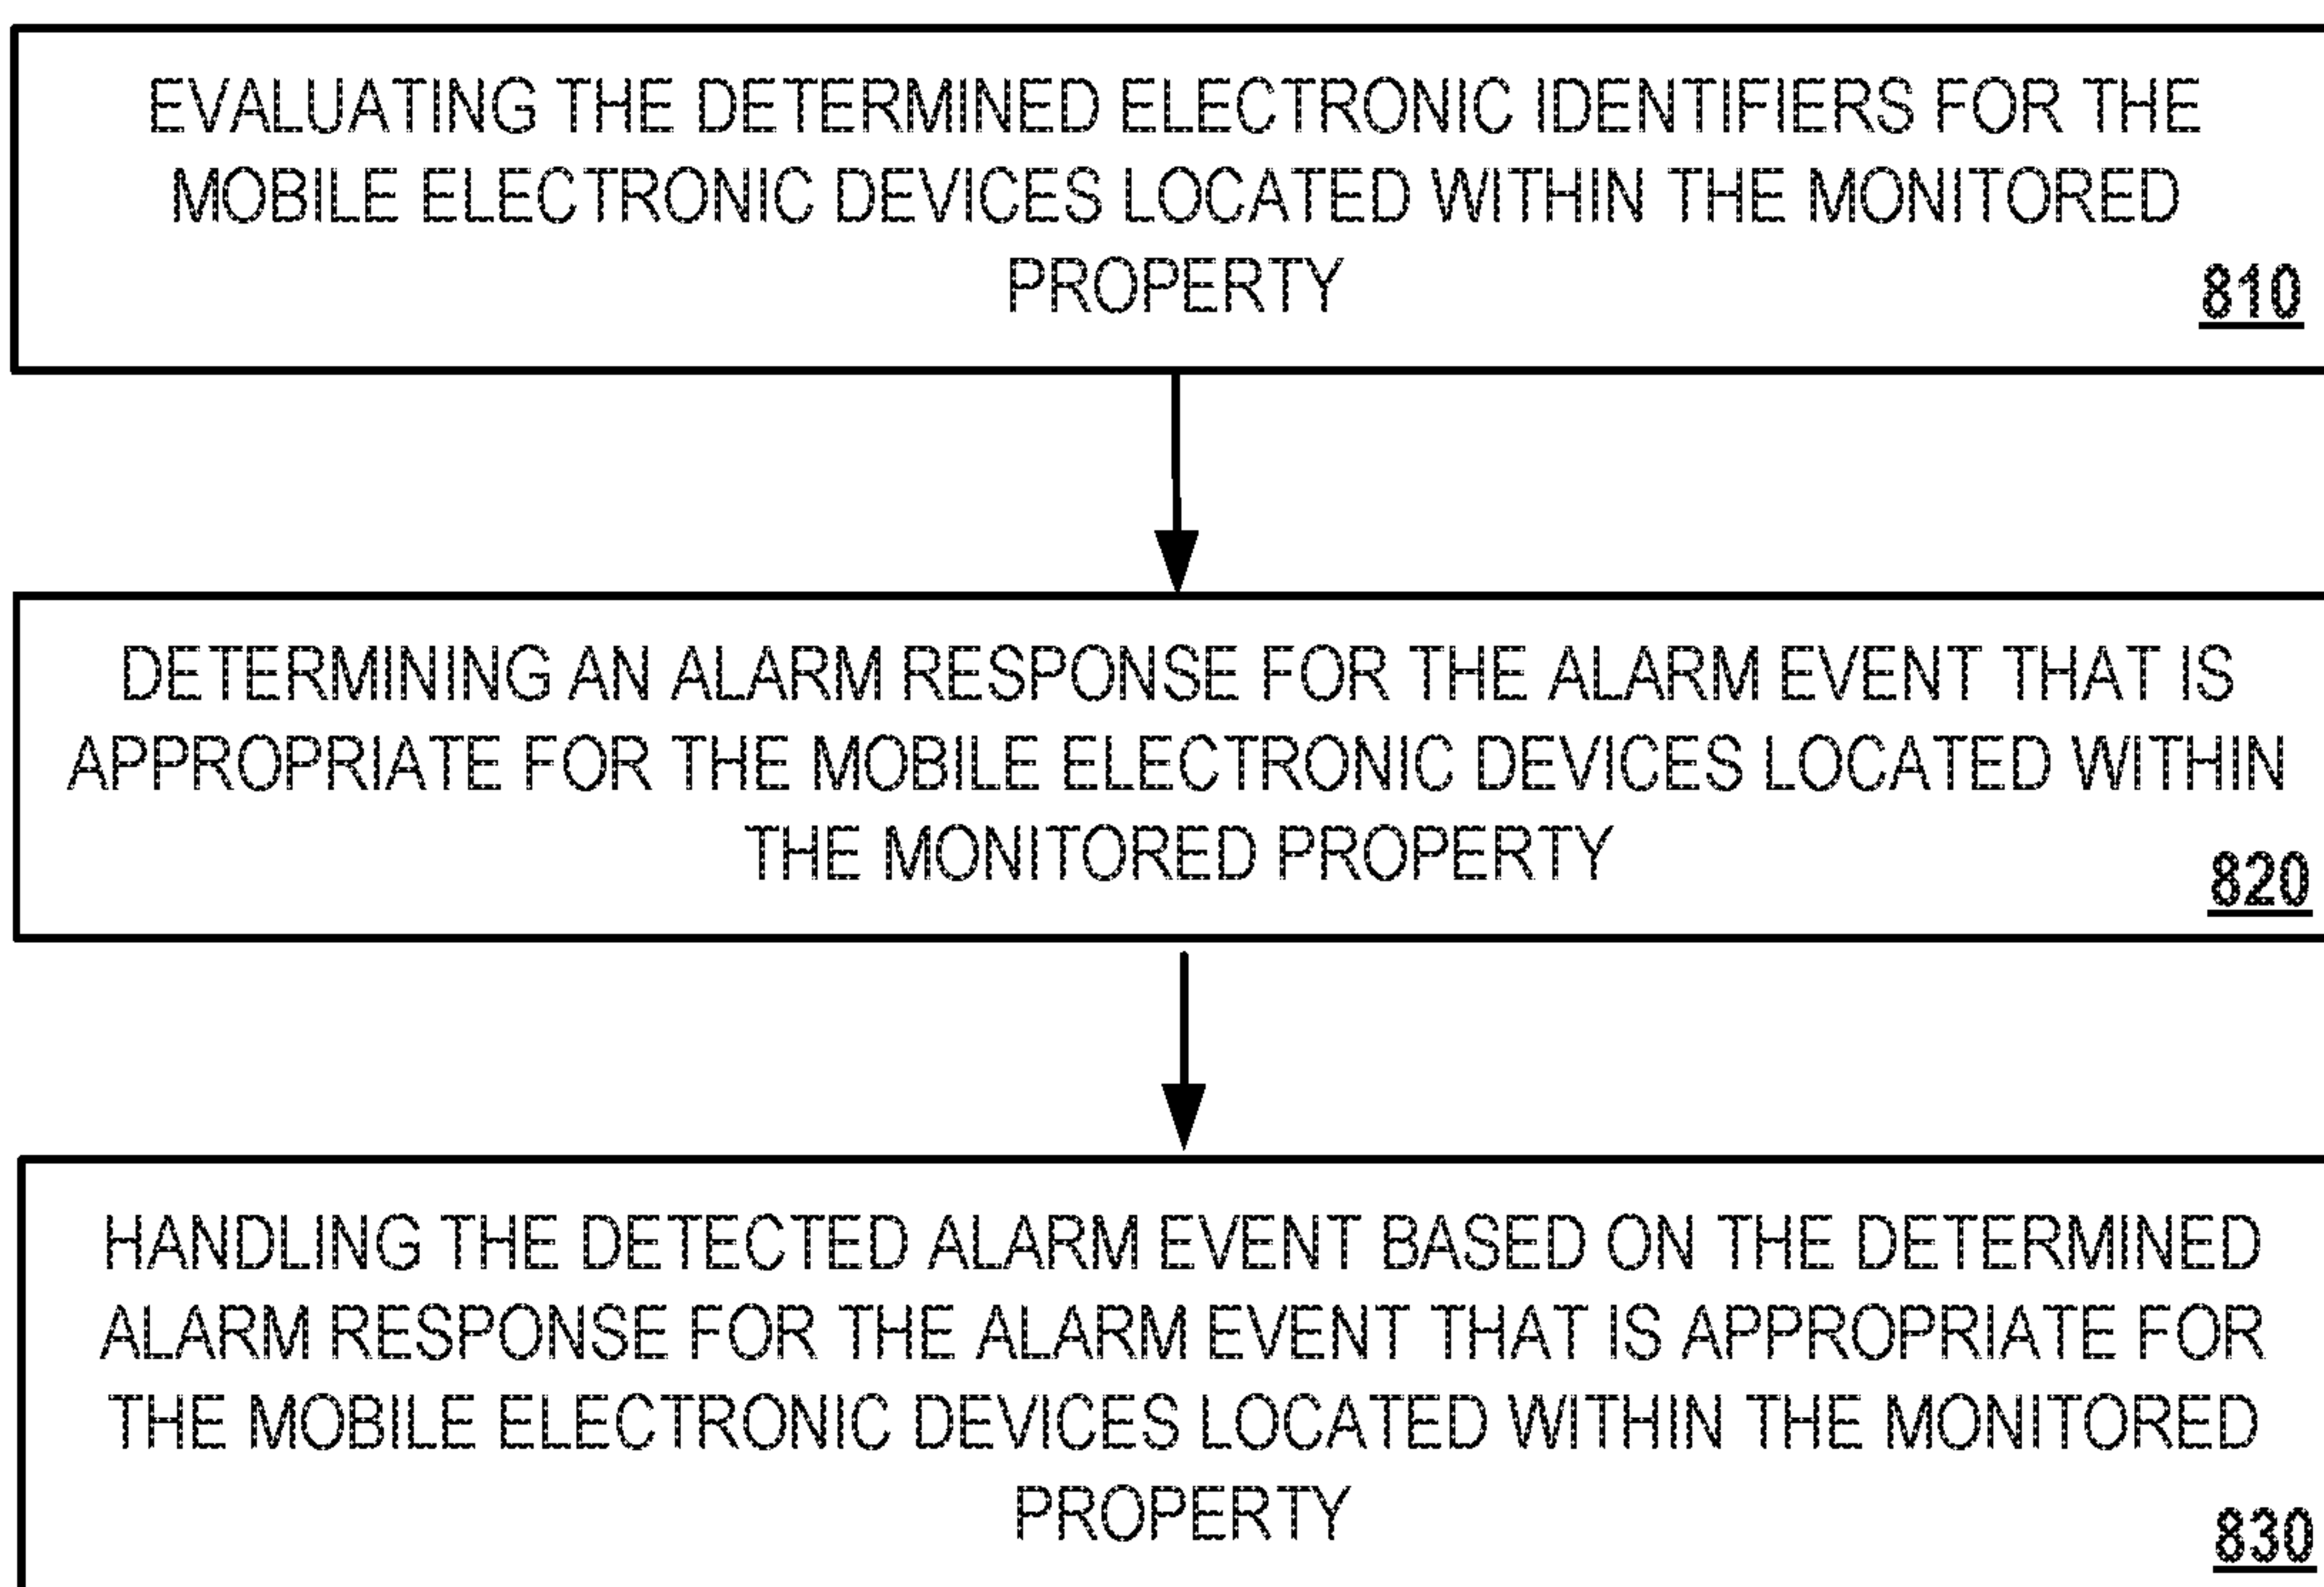 EVALUATING THE DETERMINED ELECTRONIC IDENTIFIERS FOR THE
MOBILE ELECTRONIC DEVICES LOCATED WITHIN THE MONITORED
PROPERTY
810
DETERMINING AN ALARM RESPONSE FOR THE ALARM EVENT THAT IS
APPROPRIATE FOR THE MOBILE ELECTRONIC DEVICES LOCATED WITHIN
THE MONITORED PROPERTY
820
HANDLING THE DETECTED ALARM EVENT BASED ON THE DETERMINED
ALARM RESPONSE FOR THE ALARM EVENT THAT IS APPROPRIATE FOR
THE MOBILE ELECTRONIC DEVICES LOCATED WITHIN THE MONITORED
PROPERTY
830